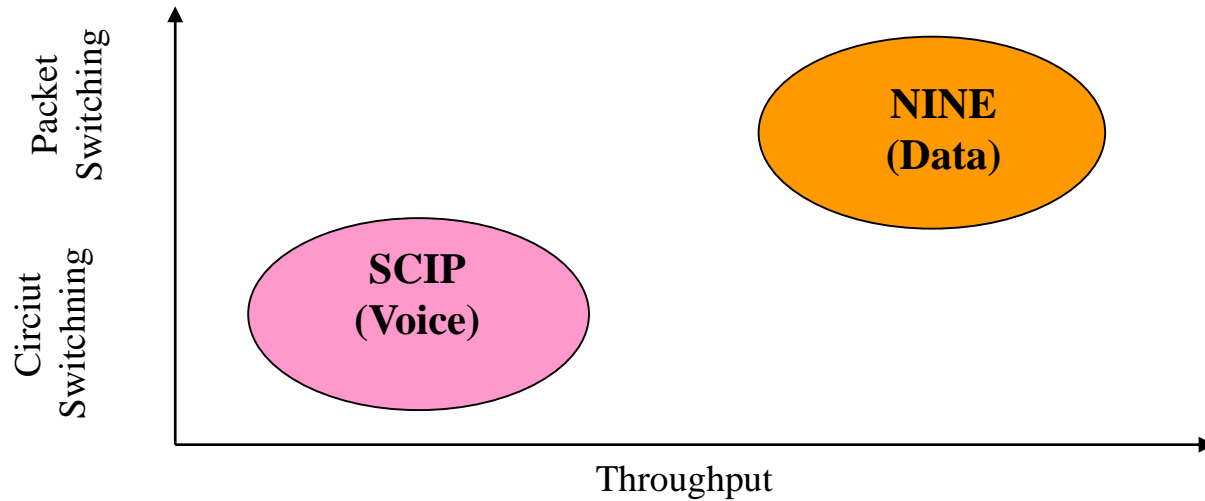 Packet
Switching
NINE
(Data)
SCIP
(Voice)
Circiut
Switchning
Throughput